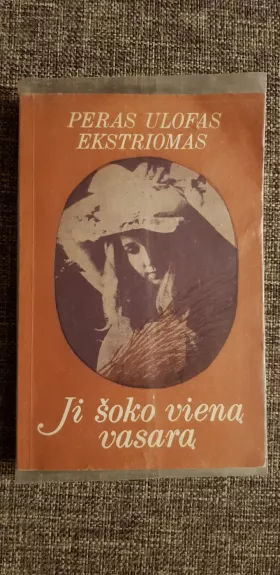 PERAS ULOFAS
EKSTRIOMAS
Ji šoko vieną
vasarą